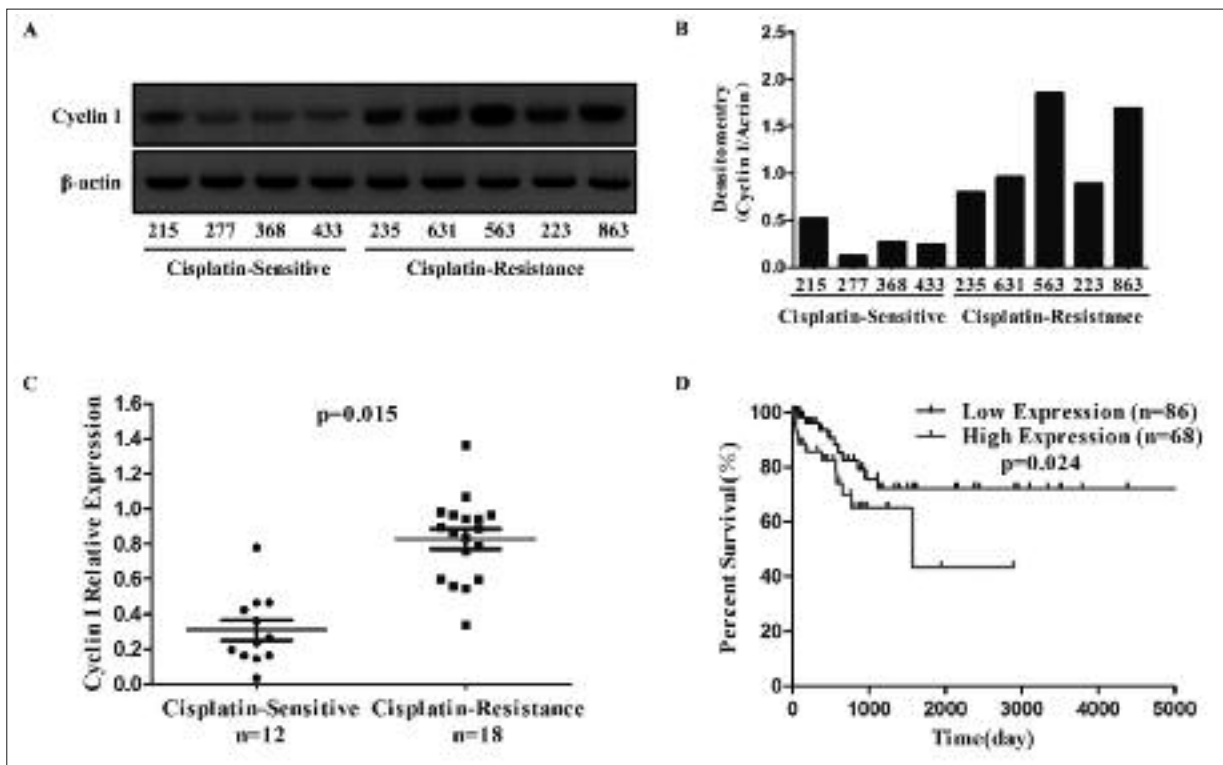 A
Cyclin I
β-actin
215 277 368 433 235 631 563 223 863
Cisplatin-Sensitive Cisplatin-Resistance
B
Densitomentry
(Cyclin I/Actin)
2.5
2.0
1.5
1.0
0.5
0.0
215 277 368 433 235 631 563 223 863
Cisplatin-Sensitive Cisplatin-Resistance
C
p=0.015
Cyclin I Relative Expression
1.6
1.4
1.2
1.0
0.8
0.6
0.4
0.2
0.0
Cisplatin-Sensitive Cisplatin-Resistance
n=12 n=18
D
Low Expression (n=86)
High Expression (n=68)
p=0.024
Percent Survival(%)
100
80
60
40
20
0
0 1000 2000 3000 4000 5000
Time(day)